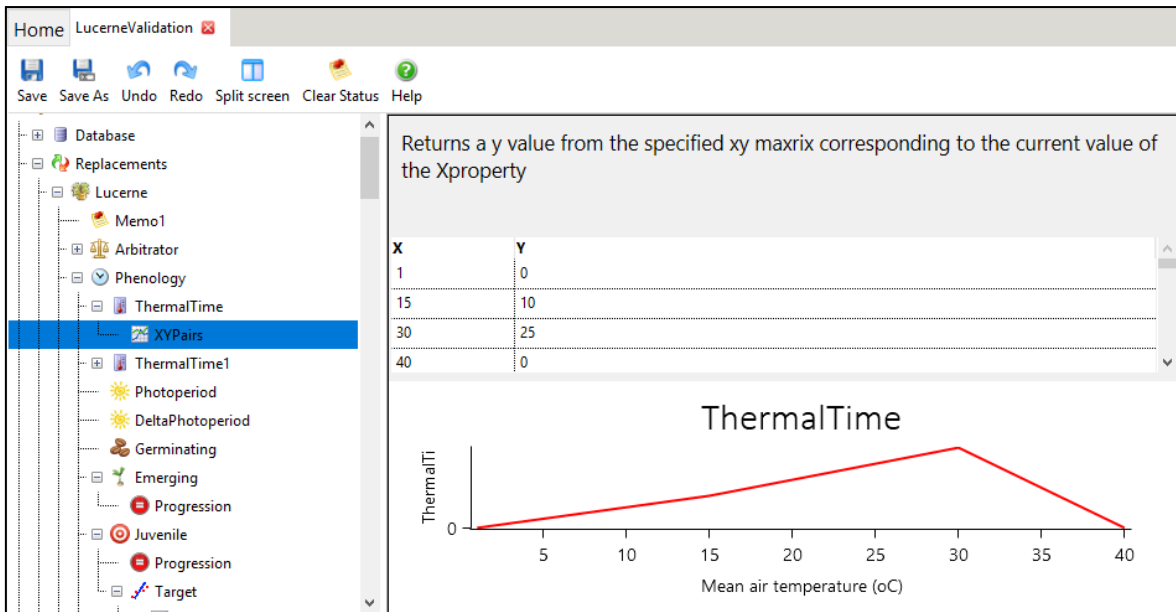 Home LucerneValidation
Save Save As Undo Redo Split screen Clear Status Help
Database
Replacements
Lucerne
Memo1
Arbitrator
Phenology
ThermalTime
XYPairs
ThermalTime1
Photoperiod
DeltaPhotoperiod
Germinating
Emerging
Progression
Juvenile
Progression
Target
Returns a y value from the specified xy maxrix corresponding to the current value of
the Xproperty
X Y
1 0
15 10
30 25
40 0
ThermalTime
ThermalTi
0
5 10 15 20 25 30 35 40
Mean air temperature (oC)